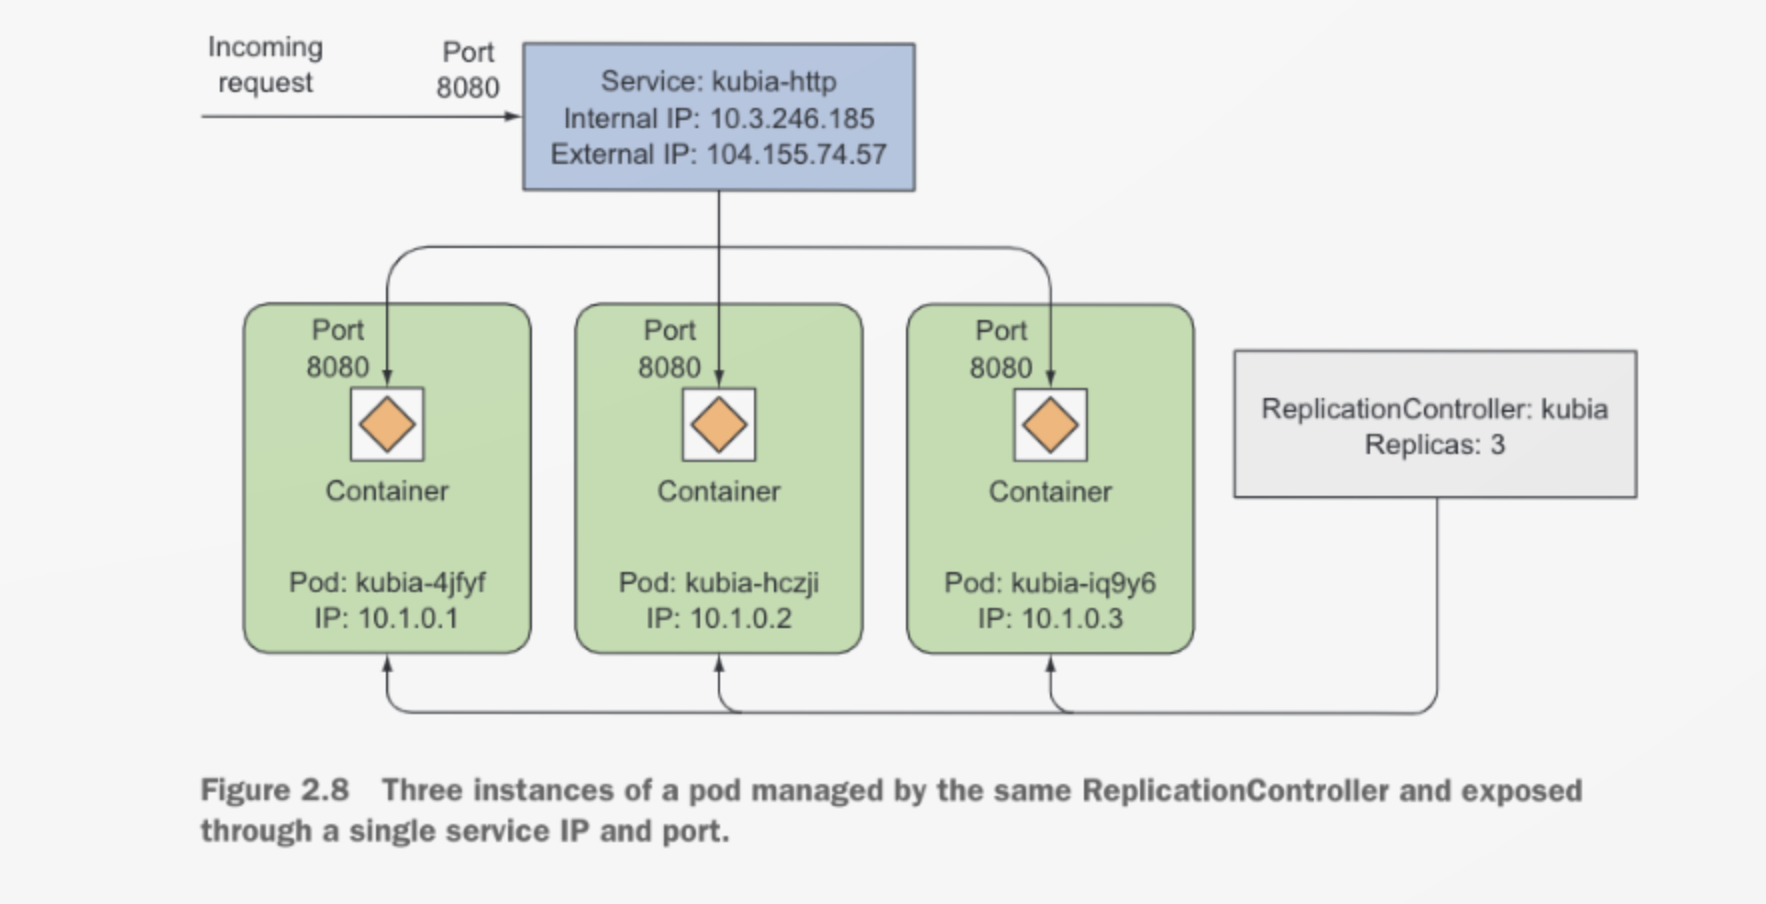 Incoming
request
Port
8080
Service: kubia-http
Internal IP: 10.3.246.185
External IP: 104.155.74.57
Port
8080
Container
Pod: kubia-4jfyf
IP: 10.1.0.1
Port
8080
Container
Pod: kubia-hczji
IP: 10.1.0.2
Port
8080
Container
Pod: kubia-iq9y6
IP: 10.1.0.3
ReplicationController: kubia
Replicas: 3
Figure 2.8 Three instances of a pod managed by the same ReplicationController and exposed
through a single service IP and port.